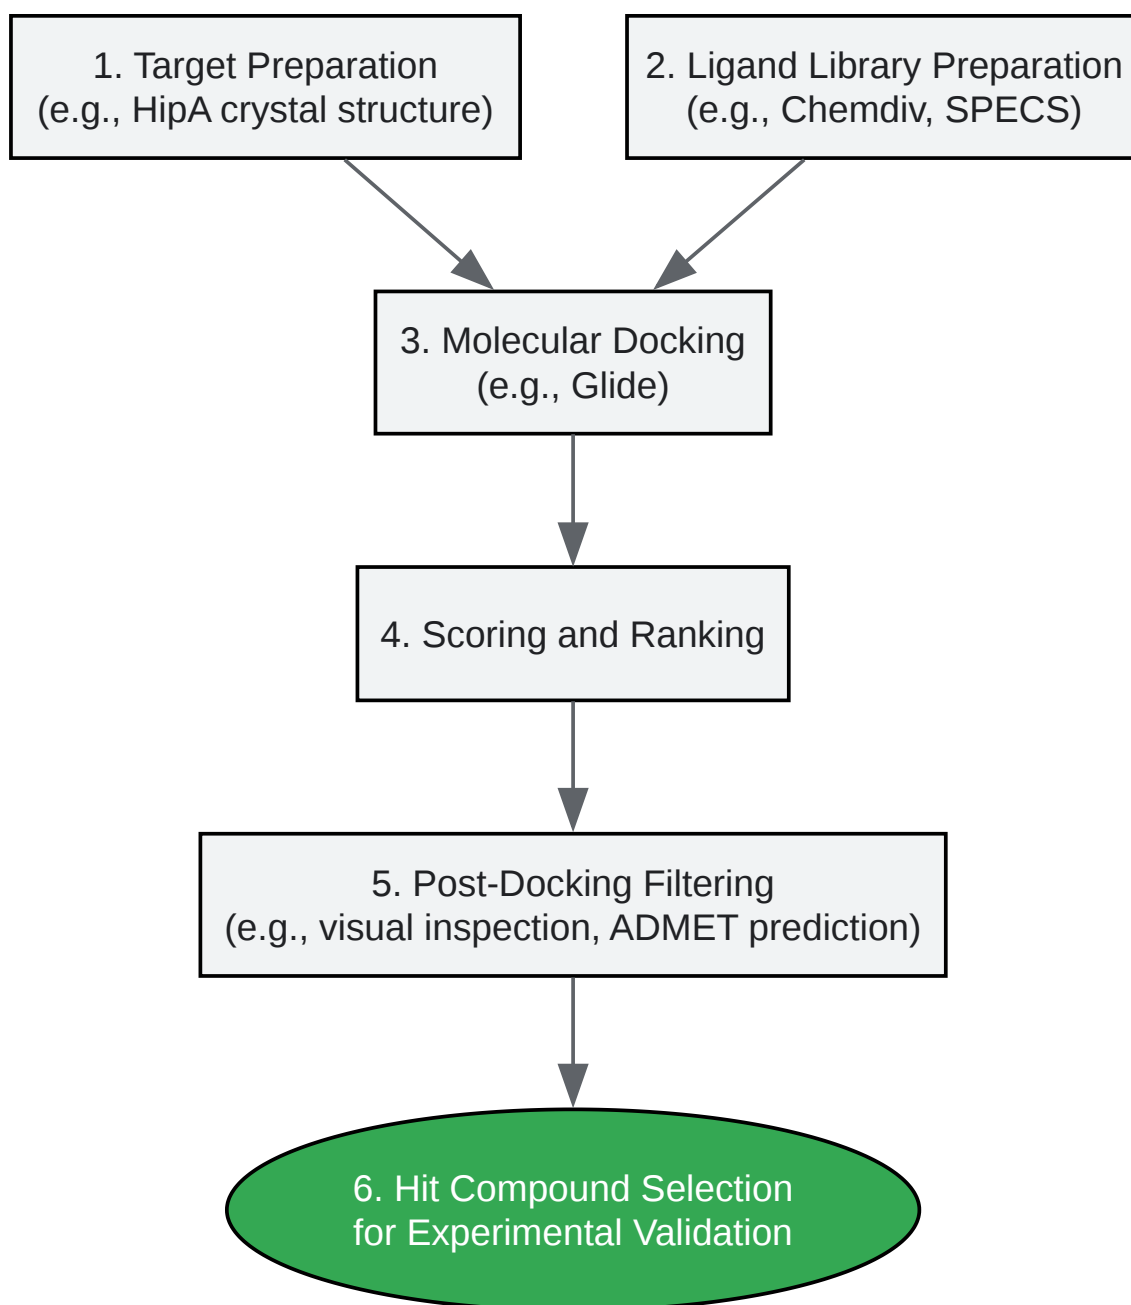 1. Target Preparation
(e.g., HipA crystal structure)
2. Ligand Library Preparation
(e.g., Chemdiv, SPECS)
3. Molecular Docking
(e.g., Glide)
4. Scoring and Ranking
5. Post-Docking Filtering
(e.g., visual inspection, ADMET prediction)
6. Hit Compound Selection
for Experimental Validation